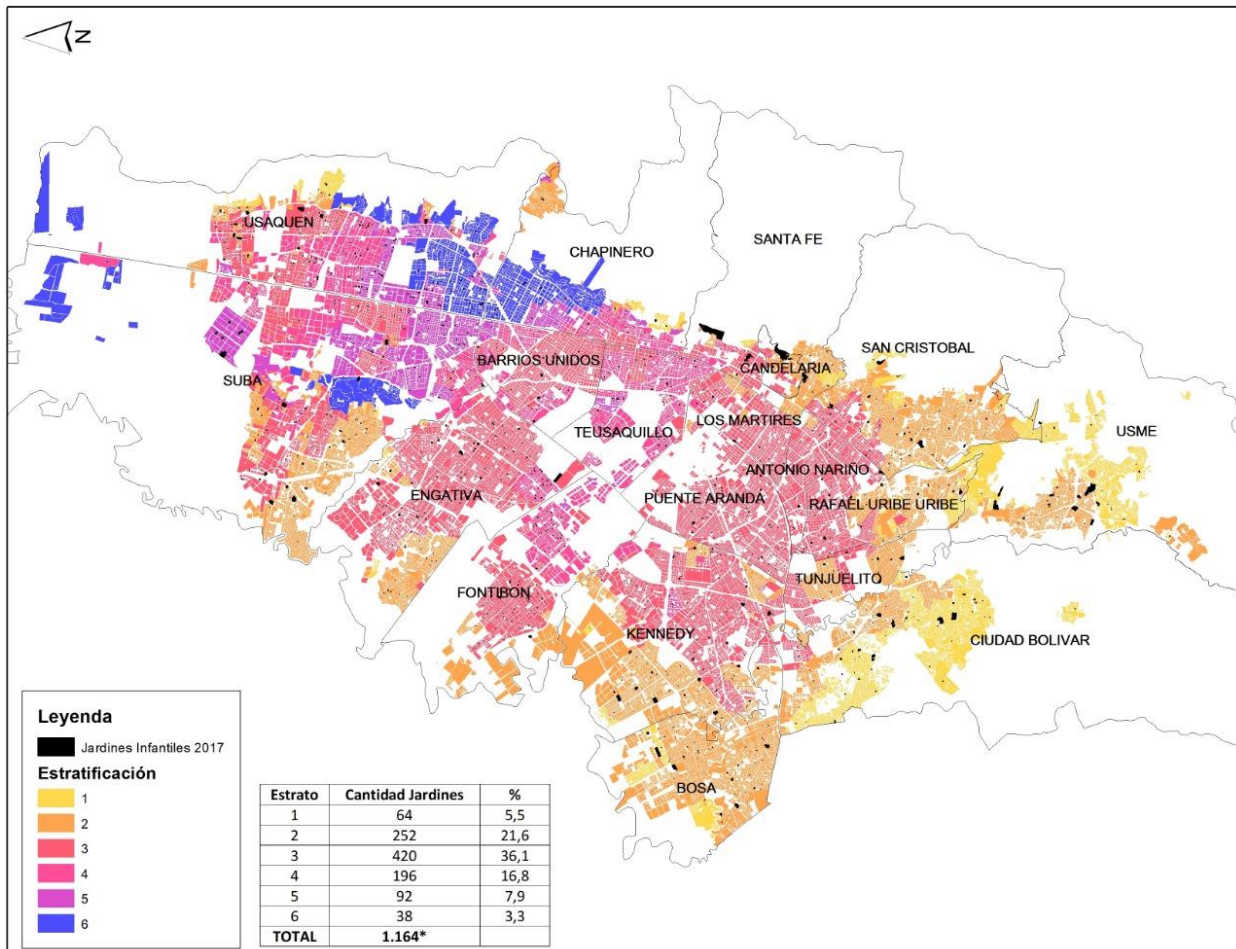 N
USAQUEN
CHAPINERO
SANTA FE
SAN CRISTOBAL
BARRIOS UNIDOS
CANDELARIA
SUBA
TEUSAQUILLO
LOS MARTIRES
USME
ANTONIO NARIÑO
ENGATIVA
PUENTE ARANDA
RAFAEL URIBE URIBE
TUNJUELITO
FONTIBON
KENNEDY
CIUDAD BOLIVAR
BOSA
Leyenda
Jardines Infantiles 2017
Estratificación
1
2
3
4
5
6
Estrato Cantidad Jardines %
1 64 5,5
2 252 21,6
3 420 36,1
4 196 16,8
5 92 7,9
6 38 3,3
TOTAL 1.164*